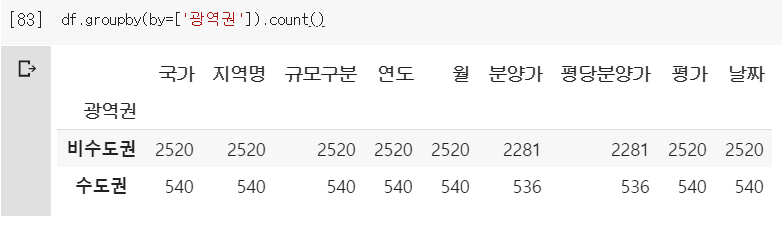 [83] df.groupby(by=['광역권']).count()
국가 지역명 규모구분 연도 월 분양가 평당분양가 평가 날짜
광역권
비수도권 2520 2520 2520 2520 2520 2281 2281 2520 2520
수도권 540 540 540 540 540 536 536 540 540